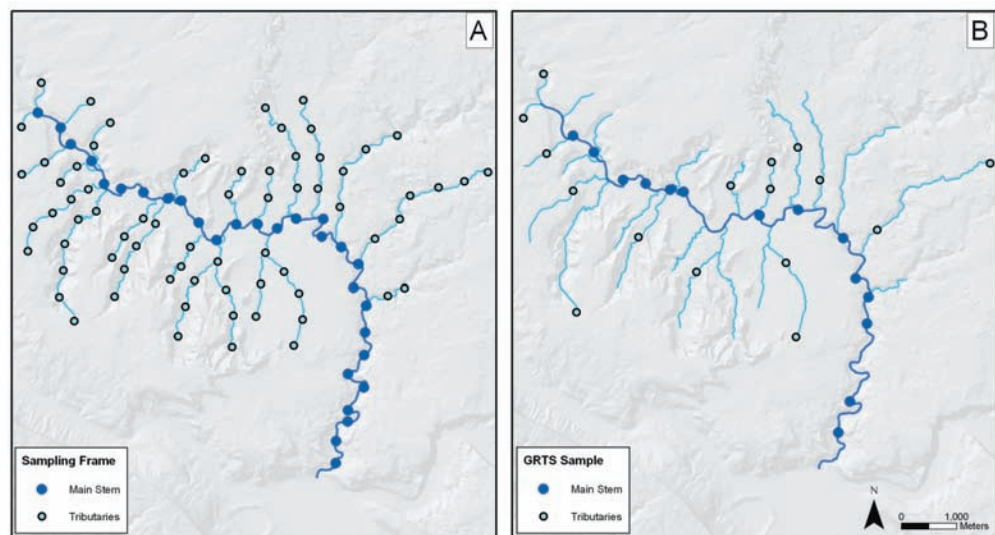 A
Sampling Frame
Main Stem
Tributaries
B
GRTS Sample
Main Stem
Tributaries
N
0 1,000
Meters